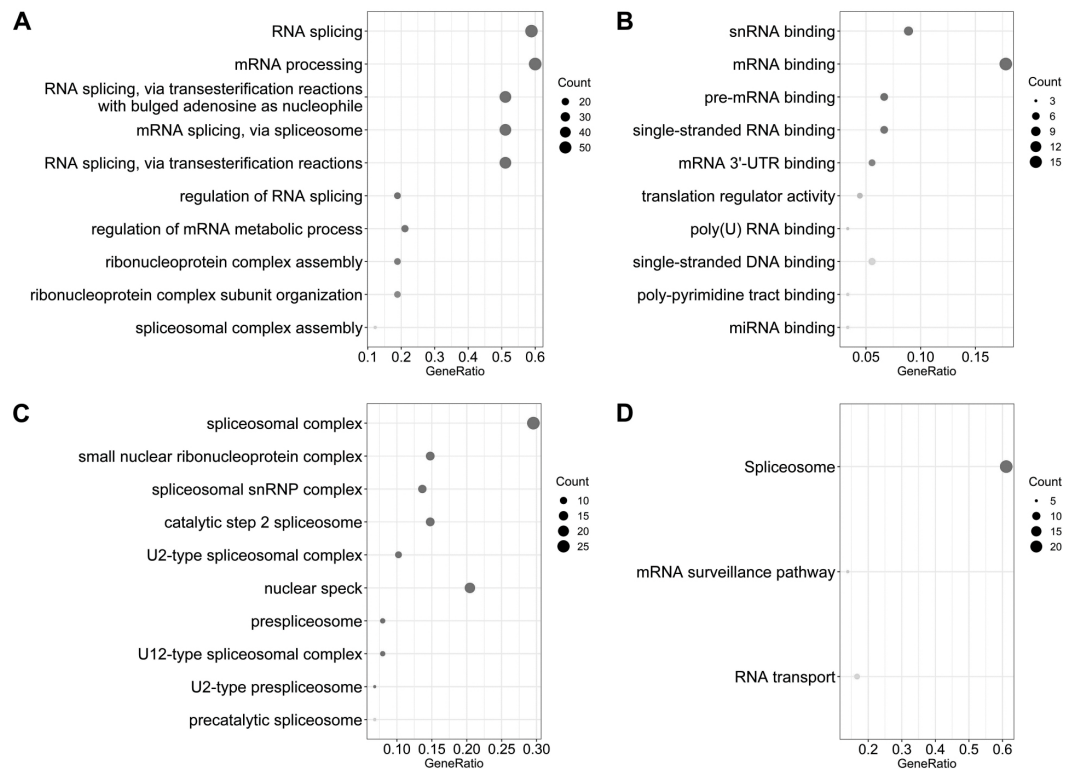 A
RNA splicing
mRNA processing
RNA splicing, via transesterification reactions
with bulged adenosine as nucleophile
mRNA splicing, via spliceosome
RNA splicing, via transesterification reactions
regulation of RNA splicing
regulation of mRNA metabolic process
ribonucleoprotein complex assembly
ribonucleoprotein complex subunit organization
spliceosomal complex assembly
0.1 0.2 0.3 0.4 0.5 0.6
GeneRatio
Count
20
30
40
50
B
snRNA binding
mRNA binding
pre-mRNA binding
single-stranded RNA binding
mRNA 3'-UTR binding
translation regulator activity
poly(U) RNA binding
single-stranded DNA binding
poly-pyrimidine tract binding
miRNA binding
0.05 0.10 0.15
GeneRatio
Count
3
6
9
12
15
C
spliceosomal complex
small nuclear ribonucleoprotein complex
spliceosomal snRNP complex
catalytic step 2 spliceosome
U2-type spliceosomal complex
nuclear speck
prespliceosome
U12-type spliceosomal complex
U2-type prespliceosome
precatalytic spliceosome
0.10 0.15 0.20 0.25 0.30
GeneRatio
Count
10
15
20
25
D
Spliceosome
mRNA surveillance pathway
RNA transport
0.2 0.3 0.4 0.5 0.6
GeneRatio
Count
5
10
15
20